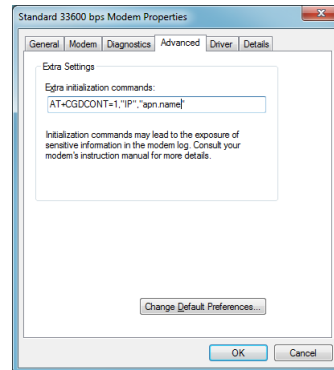 Standard 33600 bps Modem Properties
General Modem Diagnostics Advanced Driver Details
Extra Settings
Extra initialization commands:
AT+CGDCONT=1,"IP","apn.name"
Initialization commands may lead to the exposure of
sensitive information in the modem log. Consult your
modem's instruction manual for more details.
Change Default Preferences...
OK Cancel